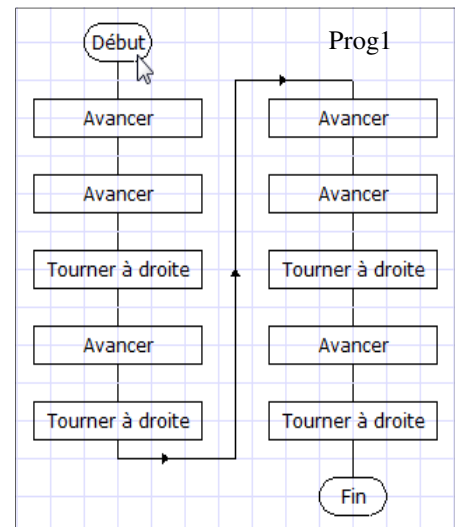 Prog1
Début
Avancer
Avancer
Tourner à droite
Avancer
Tourner à droite
Avancer
Avancer
Tourner à droite
Avancer
Tourner à droite
Fin